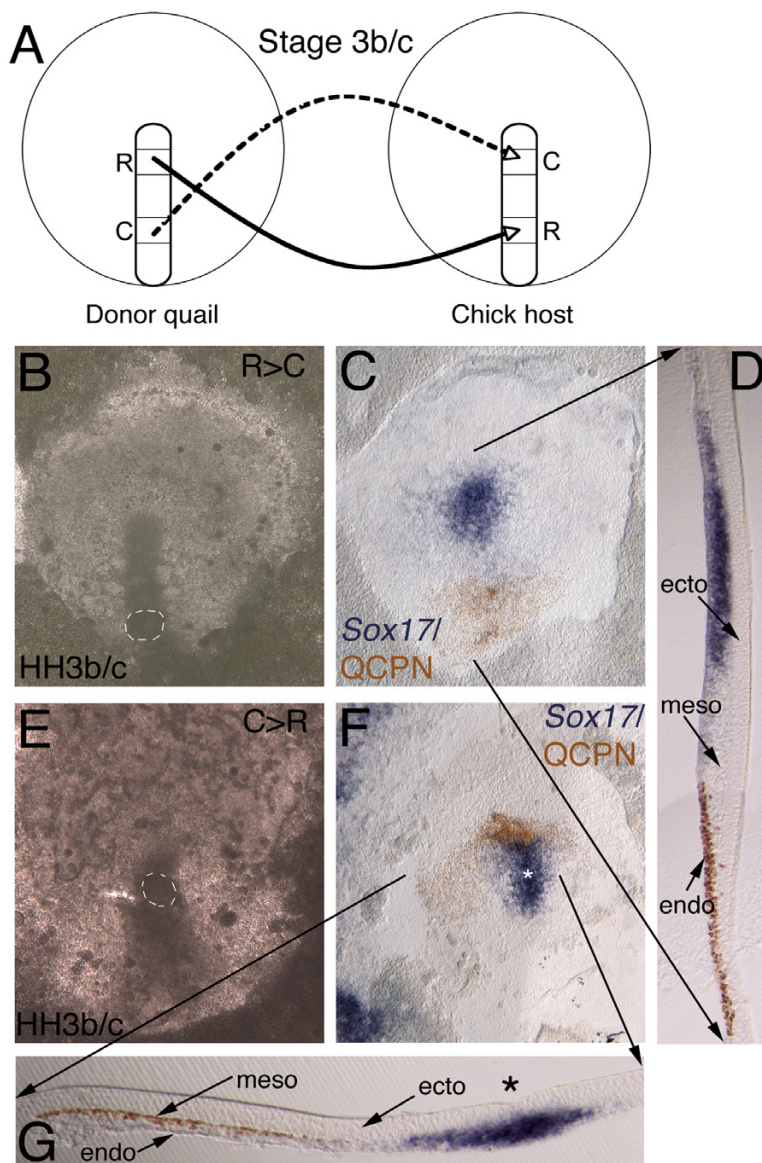 A
Stage 3b/c
R
C
C
R
Donor quail
Chick host
B
R>C
HH3b/c
C
Sox17/
QCPN
D
ecto
meso
endo
E
C>R
HH3b/c
F
Sox17/
QCPN
*
G
meso
endo
ecto
*